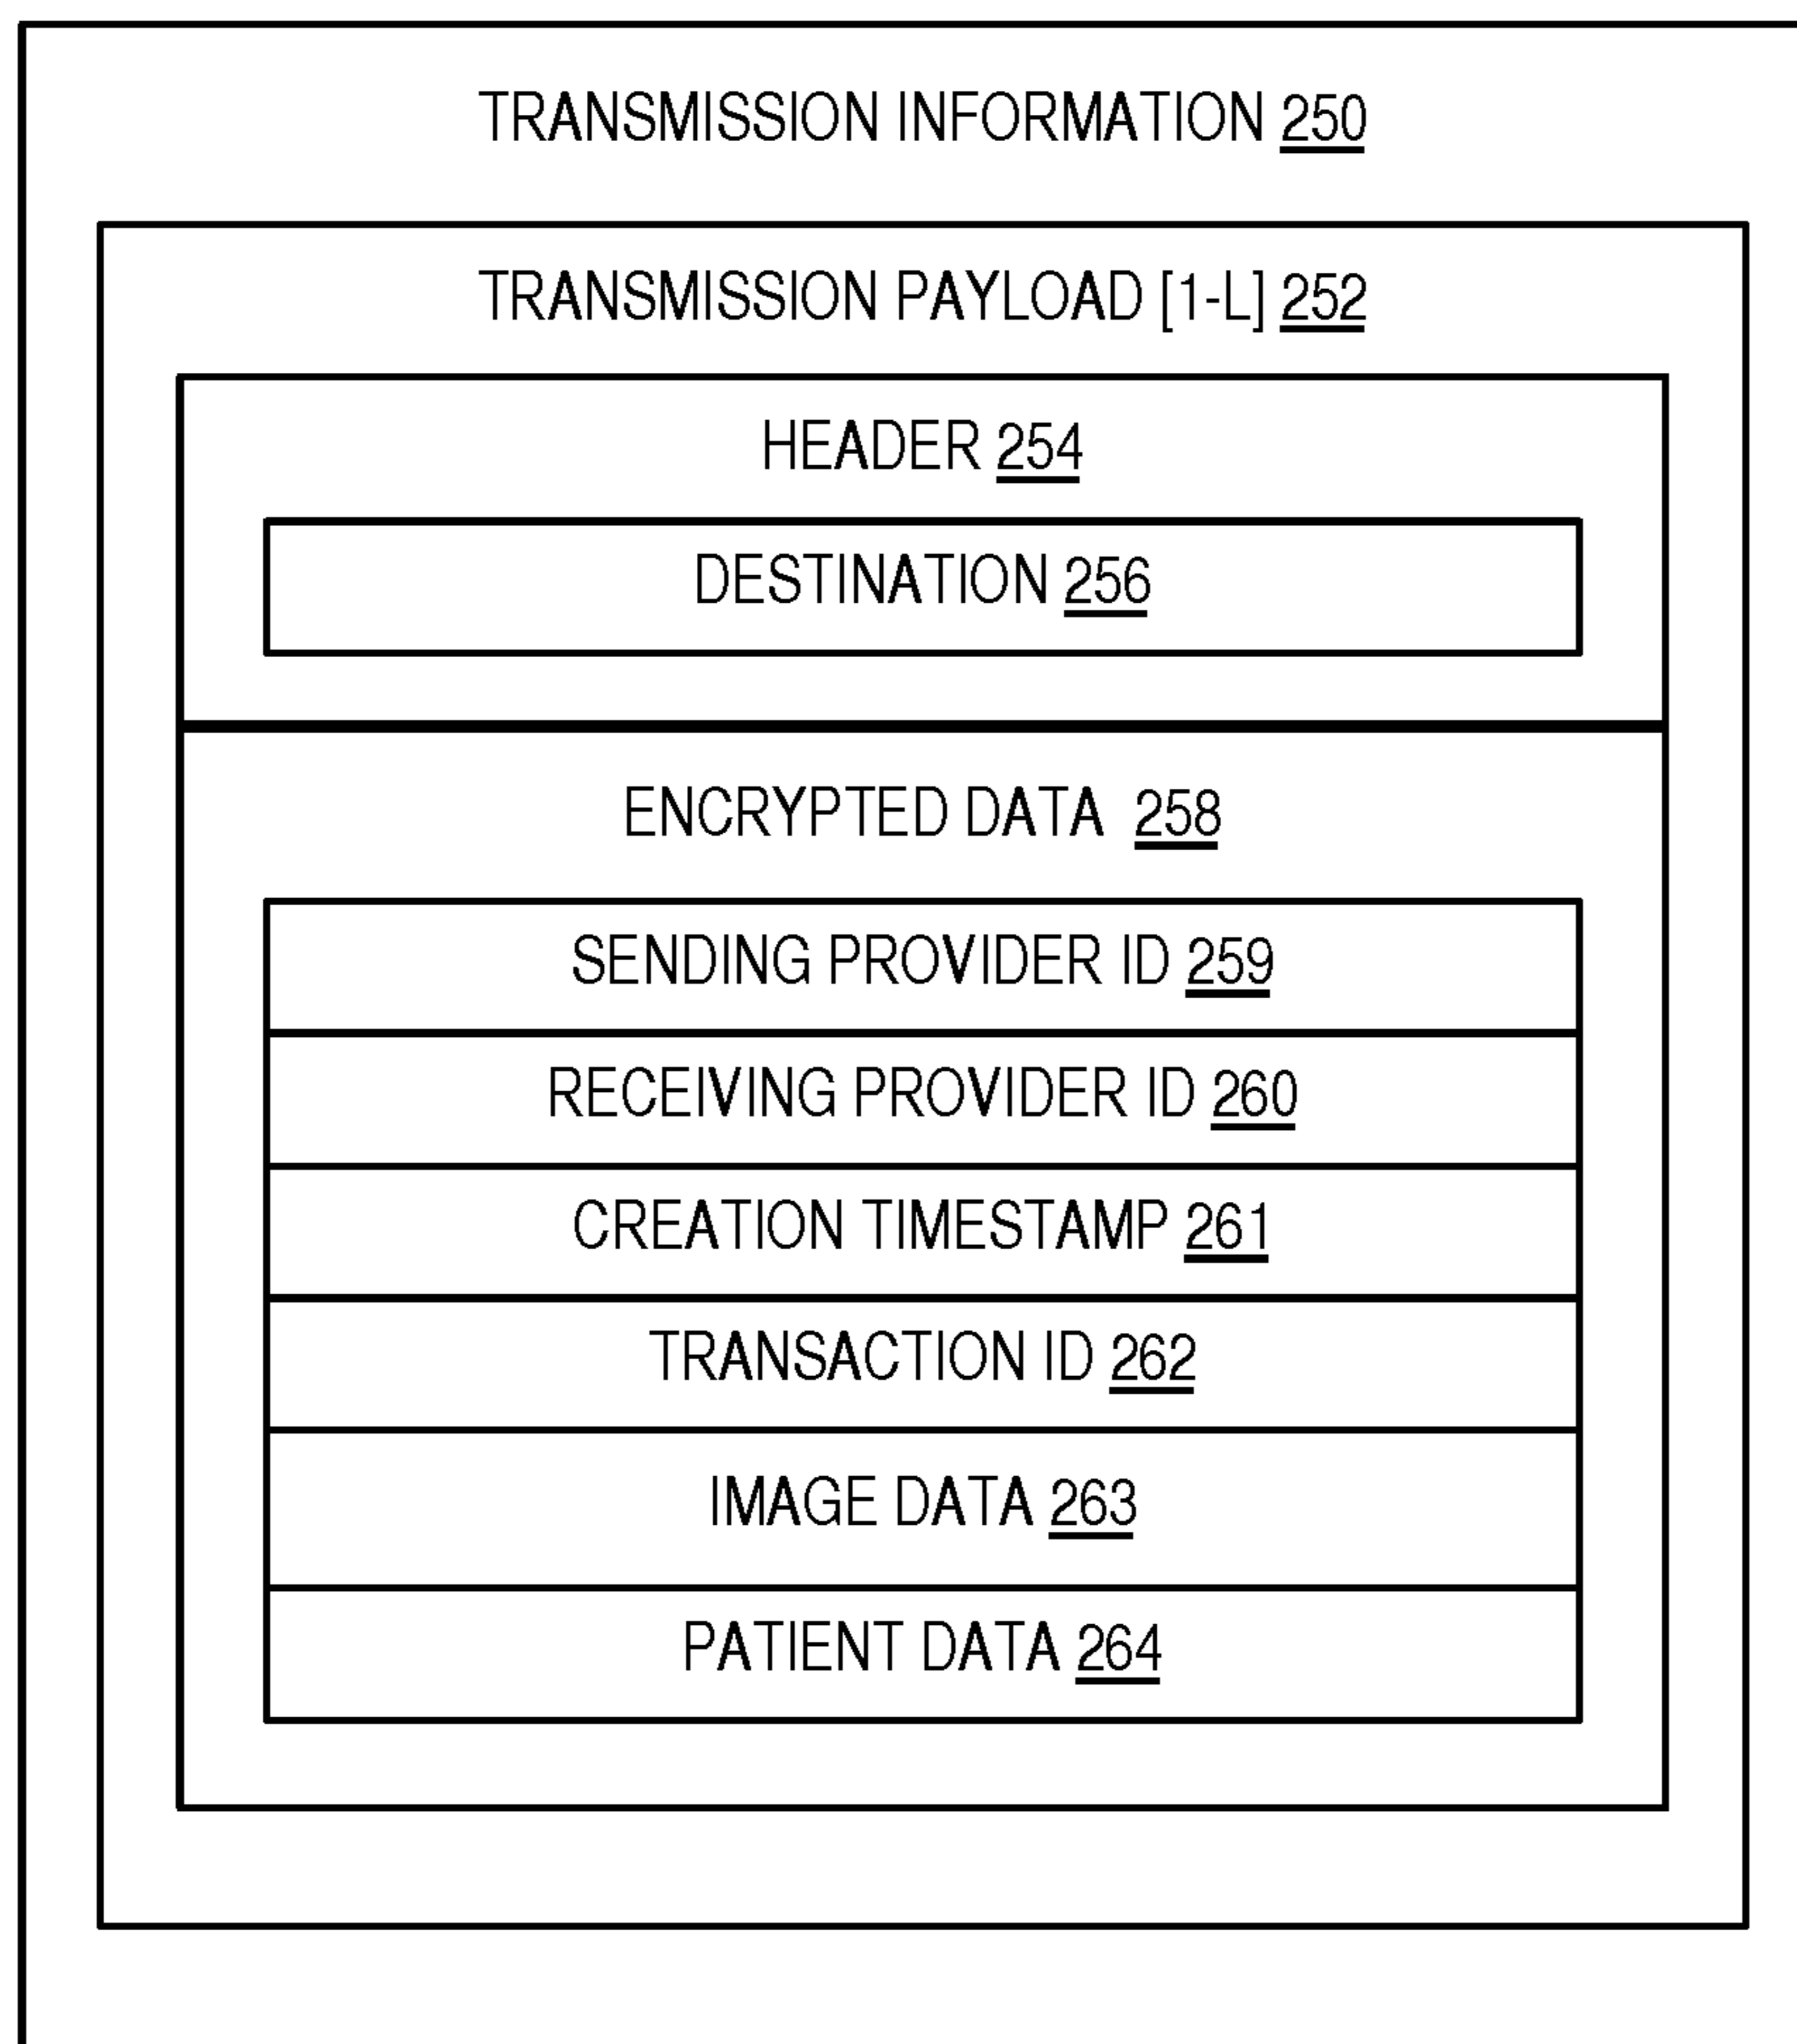 TRANSMISSION INFORMATION 250
TRANSMISSION PAYLOAD [1-L] 252
HEADER 254
DESTINATION 256
ENCRYPTED DATA 258
SENDING PROVIDER ID 259
RECEIVING PROVIDER ID 260
CREATION TIMESTAMP 261
TRANSACTION ID 262
IMAGE DATA 263
PATIENT DATA 264